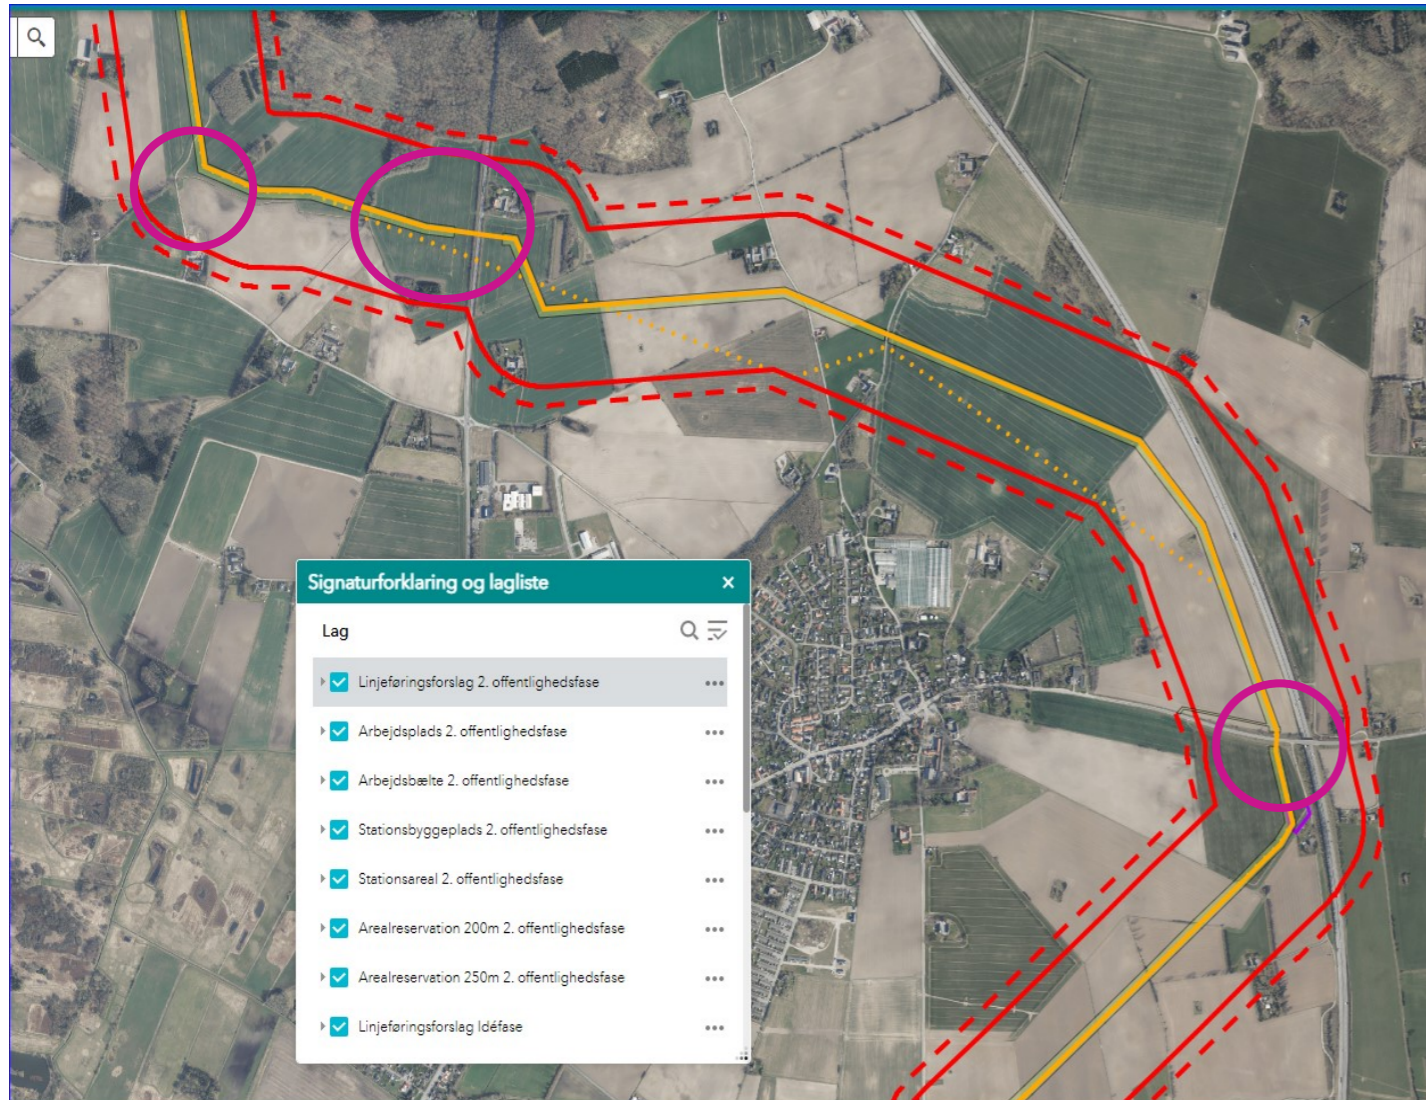 Signaturforklaring og lagliste
Lag
Linjeføringsforslag 2. offentlighedsfase
Arbejdsplads 2. offentlighedsfase
Arbejdsbælte 2. offentlighedsfase
Stationsbyggeplads 2. offentlighedsfase
Stationsareal 2. offentlighedsfase
Arealreservation 200m 2. offentlighedsfase
Arealreservation 250m 2. offentlighedsfase
Linjeføringsforslag Idéfase